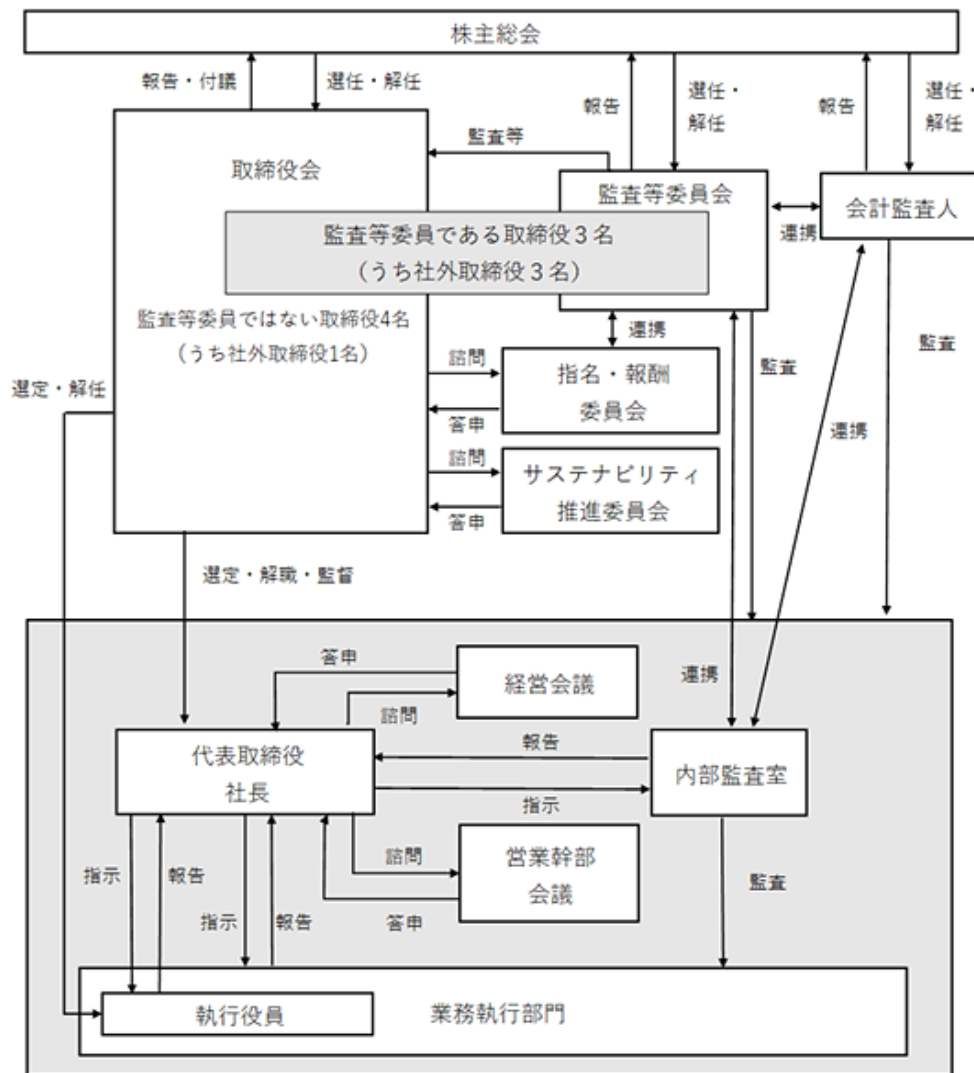 株主総会
報告・付議
選任・解任
報告
選任・
解任
報告
選任・
解任
監査等
取締役会
監査等委員会
会計監査人
連携
監査等委員である取締役３名
（うち社外取締役３名）
監査等委員ではない取締役4名
（うち社外取締役1名）
連携
監査
監査
諮問
指名・報酬
委員会
答申
選定・解任
連携
諮問
サステナビリティ
推進委員会
答申
選定・解職・監督
答申
経営会議
連携
諮問
報告
代表取締役
社長
内部監査室
指示
諮問
営業幹部
会議
答申
指示
報告
指示
報告
監査
執行役員
業務執行部門